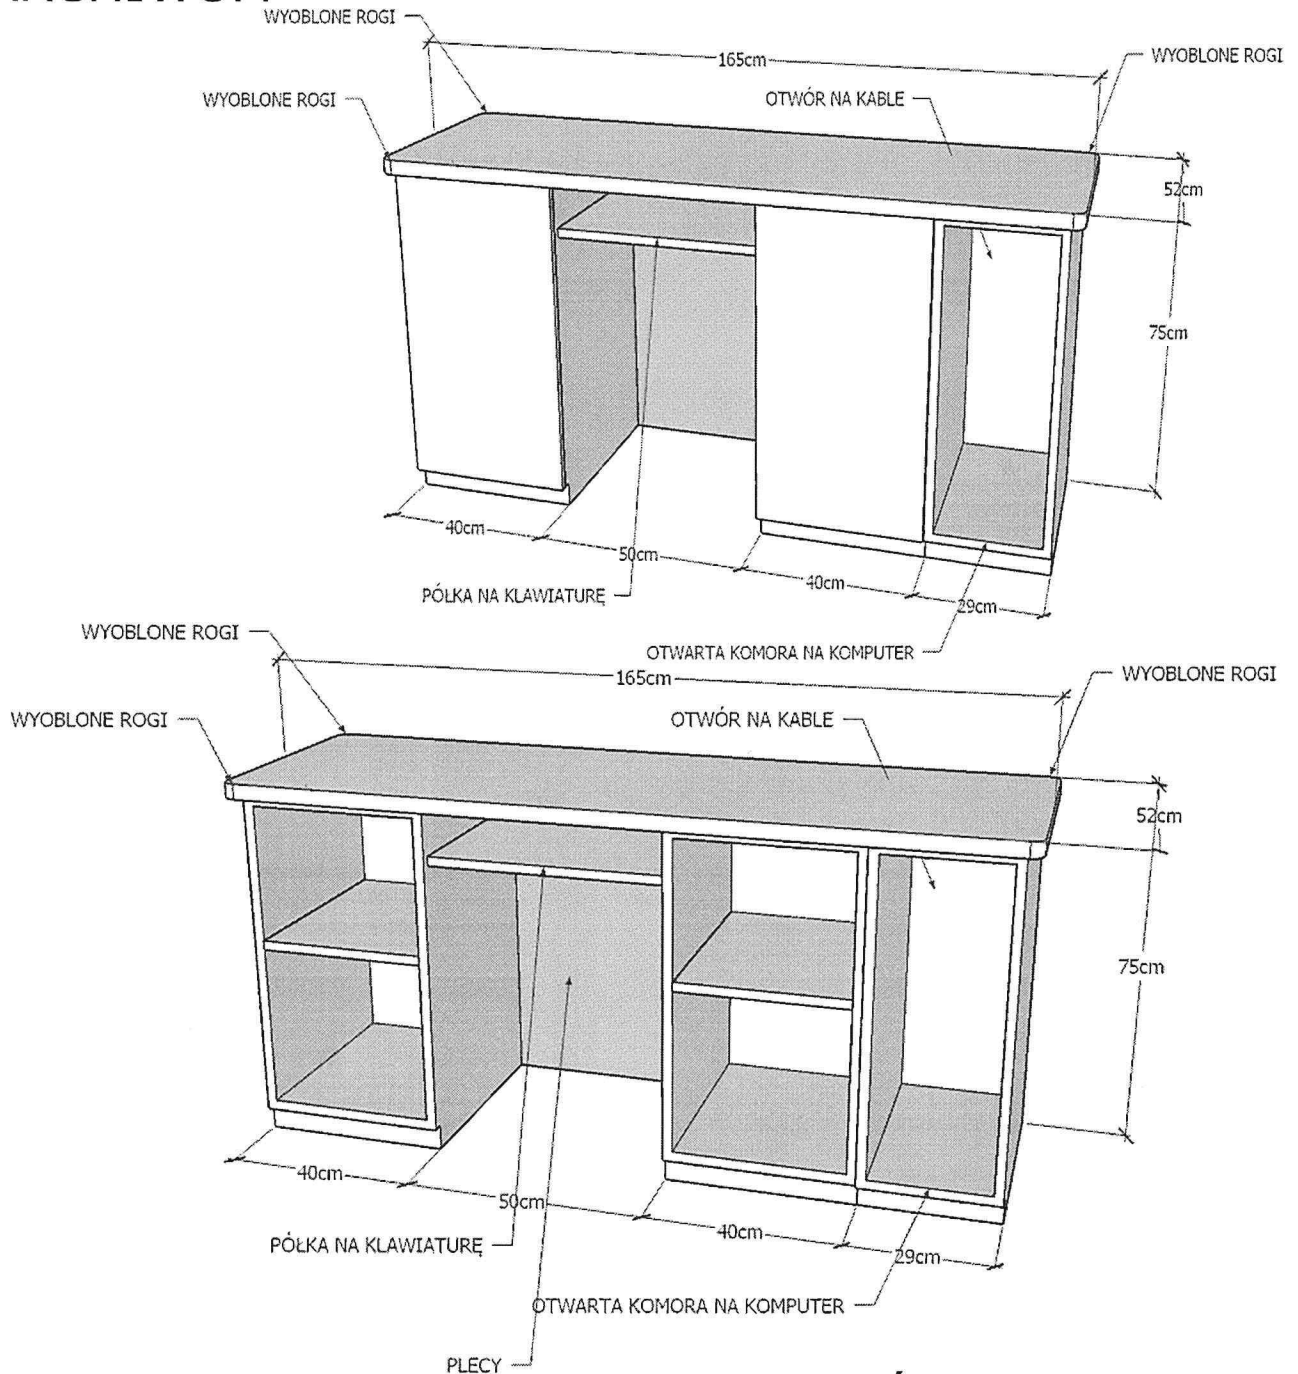 WYOBLONE ROGI
165cm
WYOBLONE ROGI
WYOBLONE ROGI
OTWÓR NA KABLE
52cm
75cm
40cm
50cm
40cm
29cm
PÓŁKA NA KLAWIATURĘ
OTWARTA KOMORA NA KOMPUTER
WYOBLONE ROGI
165cm
WYOBLONE ROGI
WYOBLONE ROGI
OTWÓR NA KABLE
52cm
75cm
40cm
50cm
40cm
29cm
PÓŁKA NA KLAWIATURĘ
OTWARTA KOMORA NA KOMPUTER
PLECY